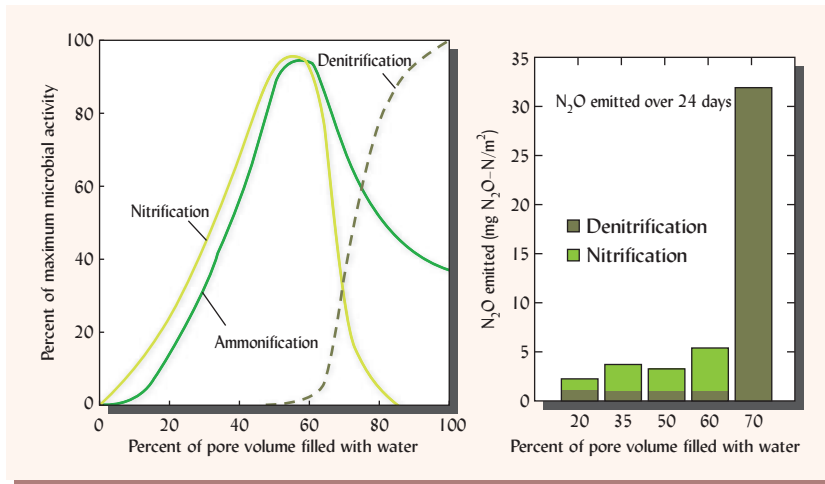 Percent of maximum microbial activity
100
80
60
40
20
0
Denitrification
Nitrification
Ammonification
0 20 40 60 80 100
Percent of pore volume filled with water
N₂O emitted (mg N₂O–N/m²)
35
30
25
31
15
10
5
0
N₂O emitted over 24 days
Denitrification
Nitrification
20 35 50 60 70
Percent of pore volume filled with water